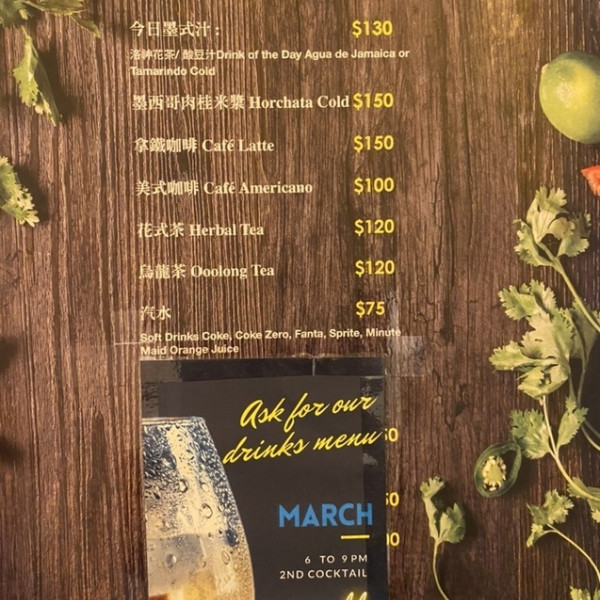 今日墨式汁: $130
洛神花茶/ 酸豆汁Drink of the Day Agua de Jamaica or
Tamarindo Cold
墨西哥肉桂米漿 Horchata Cold $150
拿鐵咖啡 Café Latte $150
美式咖啡 Café Americano $100
花式茶 Herbal Tea $120
烏龍茶 Ooolong Tea $120
汽水 $75
Soft Drinks Coke, Coke Zero, Fanta, Sprite, Minute
Maid Orange Juice
Ask for our
drinks menu
MARCH
6 TO 9PM
2ND COCKTAIL